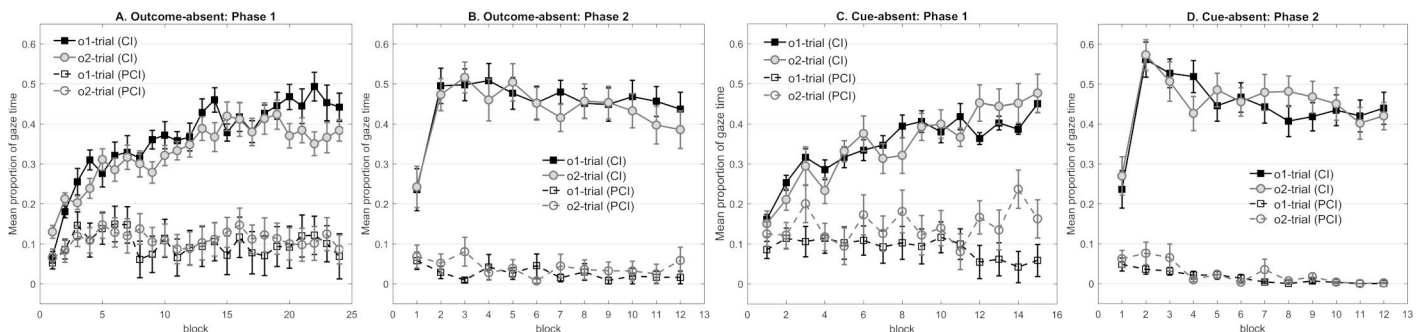 A. Outcome-absent: Phase 1
Mean proportion of gaze time
0.6
0.5
0.4
0.3
0.2
0.1
0
o1-trial (CI)
o2-trial (CI)
o1-trial (PCI)
o2-trial (PCI)
0 5 10 15 20 25
block
B. Outcome-absent: Phase 2
Mean proportion of gaze time
0.6
0.5
0.4
0.3
0.2
0.1
0
o1-trial (CI)
o2-trial (CI)
o1-trial (PCI)
o2-trial (PCI)
0 1 2 3 4 5 6 7 8 9 10 11 12 13
block
C. Cue-absent: Phase 1
Mean proportion of gaze time
0.6
0.5
0.4
0.3
0.2
0.1
0
o1-trial (CI)
o2-trial (CI)
o1-trial (PCI)
o2-trial (PCI)
0 2 4 6 8 10 12 14 16
block
D. Cue-absent: Phase 2
Mean proportion of gaze time
0.6
0.5
0.4
0.3
0.2
0.1
0
o1-trial (CI)
o2-trial (CI)
o1-trial (PCI)
o2-trial (PCI)
0 1 2 3 4 5 6 7 8 9 10 11 12 13
block